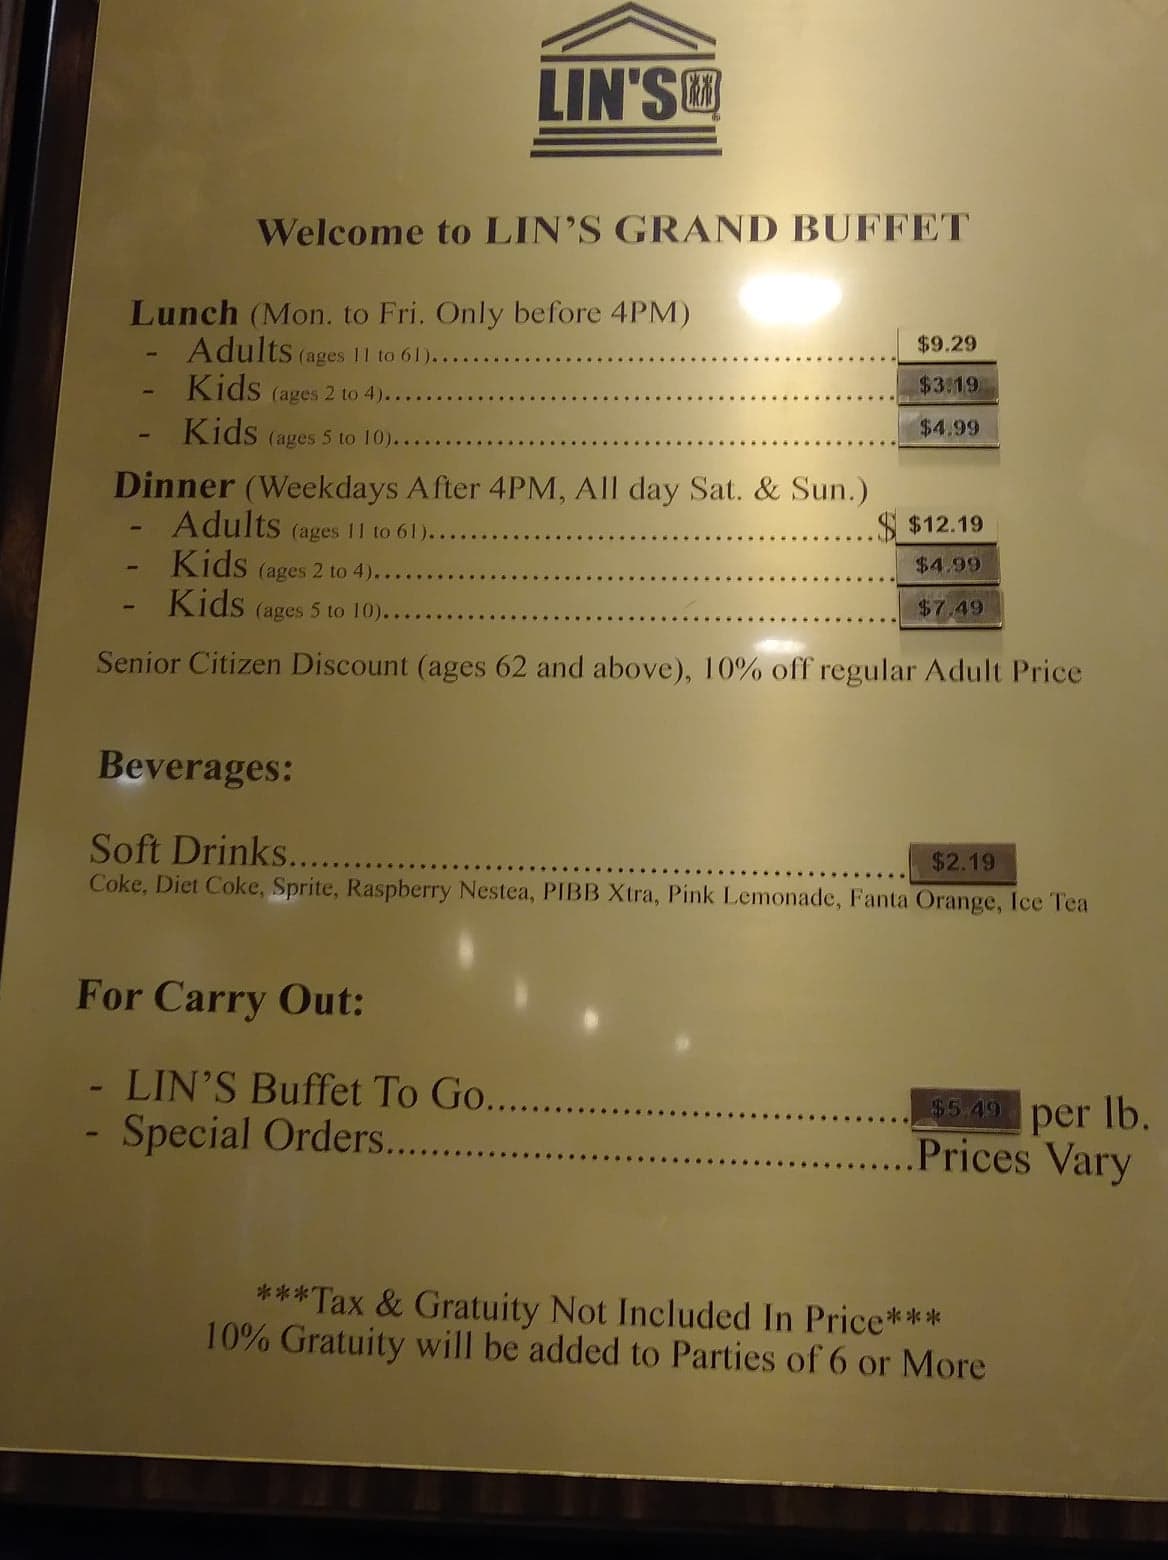 LIN'S林
Welcome to LIN'S GRAND BUFFET
Lunch (Mon. to Fri. Only before 4PM)
- Adults (ages 11 to 61)........ $9.29
- Kids (ages 2 to 4)........ $3.19
- Kids (ages 5 to 10)........ $4.99
Dinner (Weekdays After 4PM, All day Sat. & Sun.)
- Adults (ages 11 to 61)........$ $12.19
- Kids (ages 2 to 4)........ $4.99
- Kids (ages 5 to 10)........ $7.49
Senior Citizen Discount (ages 62 and above), 10% off regular Adult Price
Beverages:
Soft Drinks........ $2.19
Coke, Diet Coke, Sprite, Raspberry Nestea, PIBB Xtra, Pink Lemonade, Fanta Orange, Ice Tea
For Carry Out:
- LIN'S Buffet To Go........ $5.49 per lb.
- Special Orders........Prices Vary
***Tax & Gratuity Not Included In Price***
10% Gratuity will be added to Parties of 6 or More